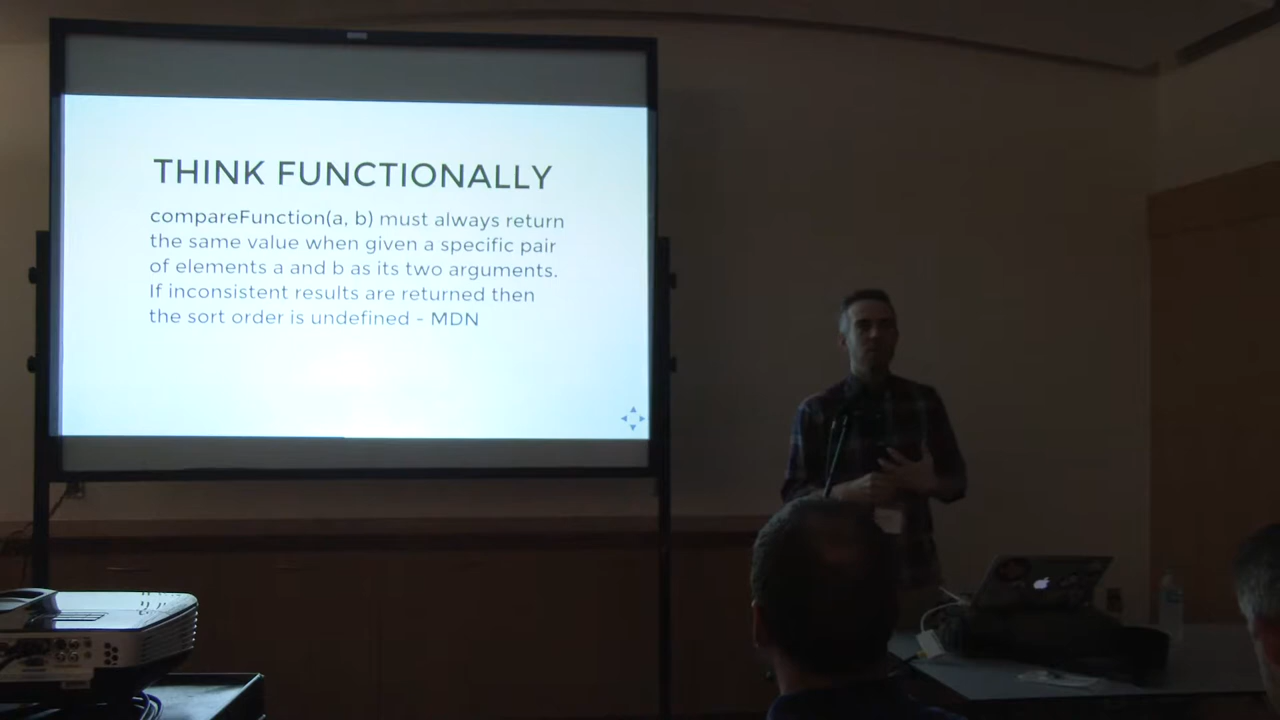 THINK FUNCTIONALLY
compareFunction(a, b) must always return
the same value when given a specific pair
of elements a and b as its two arguments.
If inconsistent results are returned then
the sort order is undefined - MDN